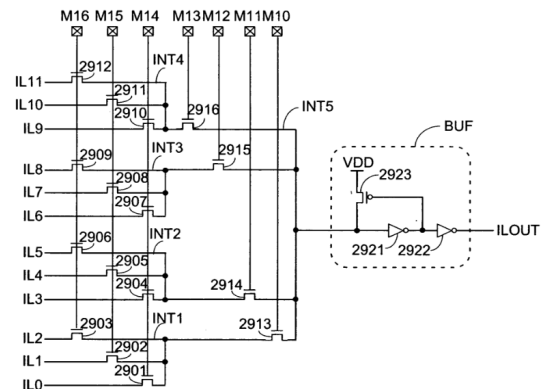 M16 M15 M14 M13 M12 M11 M10
2912
INT4
IL11
2911
IL10
2910
2916
INT5
IL9
BUF
2909
INT3
2915
IL8
2908
VDD
2923
IL7
2907
IL6
2906
INT2
2921
2922
ILOUT
IL5
2905
IL4
2904
2914
IL3
2903
INT1
2913
IL2
2902
IL1
2901
IL0